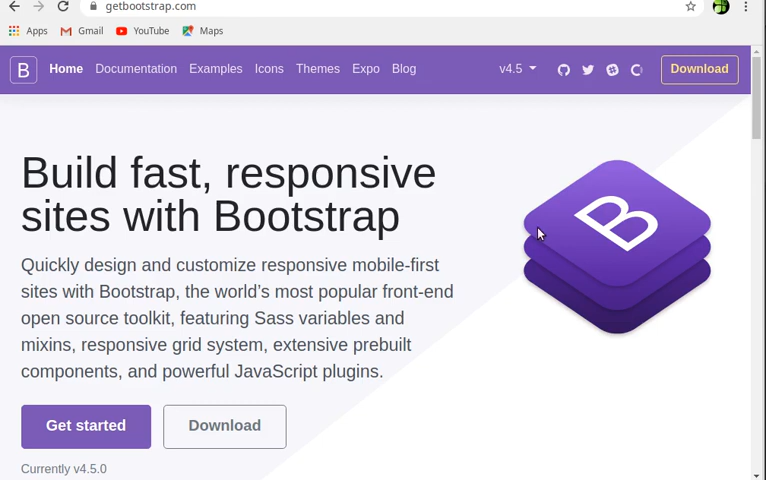 getbootstrap.com
Apps Gmail YouTube Maps
B Home Documentation Examples Icons Themes Expo Blog v4.5 Download
Build fast, responsive
sites with Bootstrap
B
Quickly design and customize responsive mobile-first
sites with Bootstrap, the world’s most popular front-end
open source toolkit, featuring Sass variables and
mixins, responsive grid system, extensive prebuilt
components, and powerful JavaScript plugins.
Get started Download
Currently v4.5.0